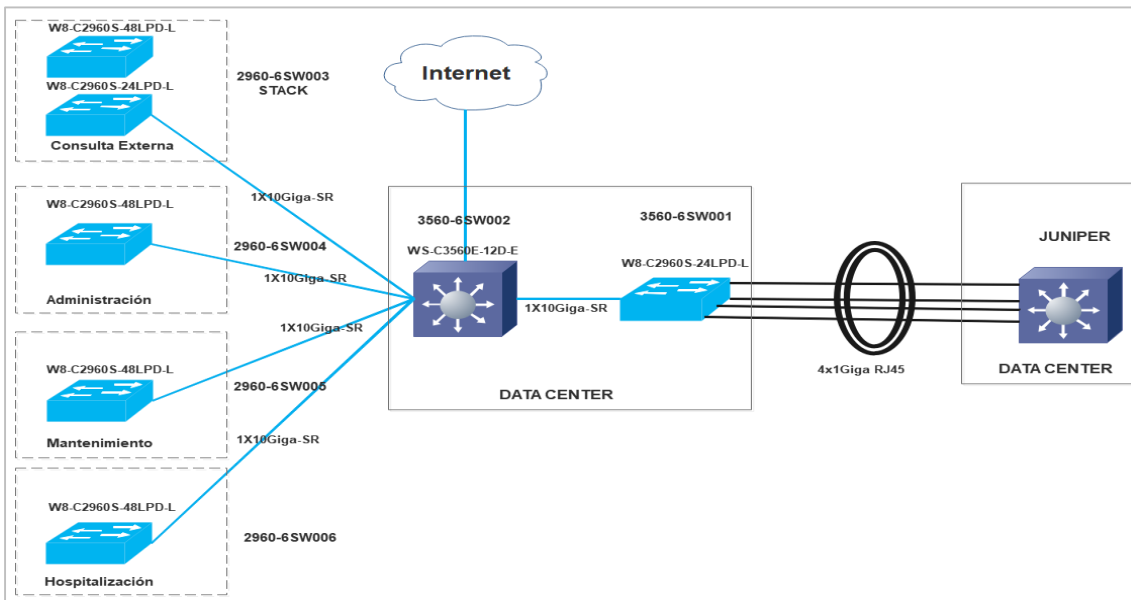 W8-C2960S-48LPD-L
W8-C2960S-24LPD-L
Consulta Externa
2960-6SW003
STACK
Internet
1X10Giga-SR
W8-C2960S-48LPD-L
2960-6SW004
1X10Giga-SR
Administración
1X10Giga-SR
W8-C2960S-48LPD-L
2960-6SW005
Mantenimiento
1X10Giga-SR
W8-C2960S-48LPD-L
2960-6SW006
Hospitalización
3560-6SW002
WS-C3560E-12D-E
3560-6SW001
W8-C2960S-24LPD-L
1X10Giga-SR
DATA CENTER
4x1Giga RJ45
JUNIPER
DATA CENTER